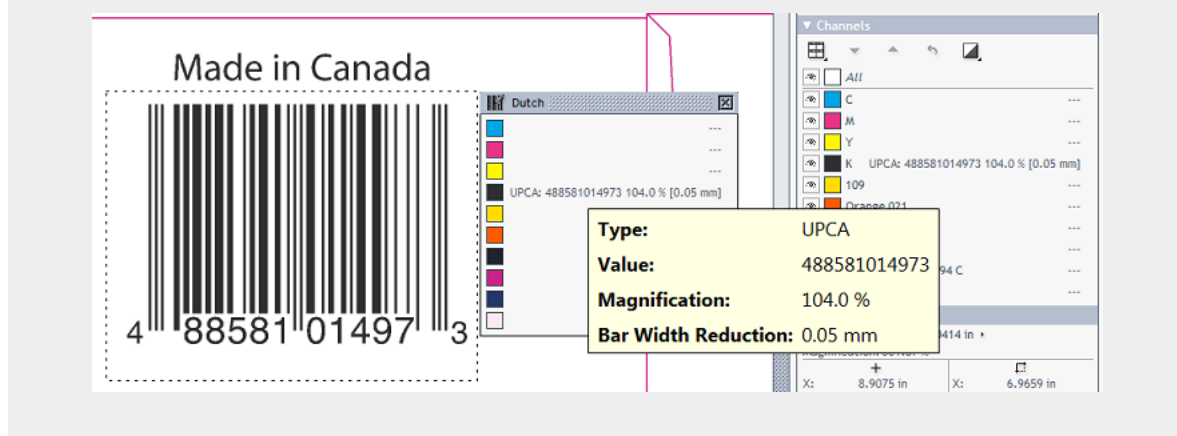 Made in Canada
4 88581 01497 3
Dutch
---
---
---
UPCA: 488581014973 104.0 % [0.05 mm]
Type: UPCA
Value: 488581014973
Magnification: 104.0 %
Bar Width Reduction: 0.05 mm
▼ Channels
All
C ---
M ---
Y ---
K UPCA: 488581014973 104.0 % [0.05 mm]
109 ---
Orange 021 ---
---
---
94 C ---
---
0414 in
X: 8.9075 in X: 6.9659 in